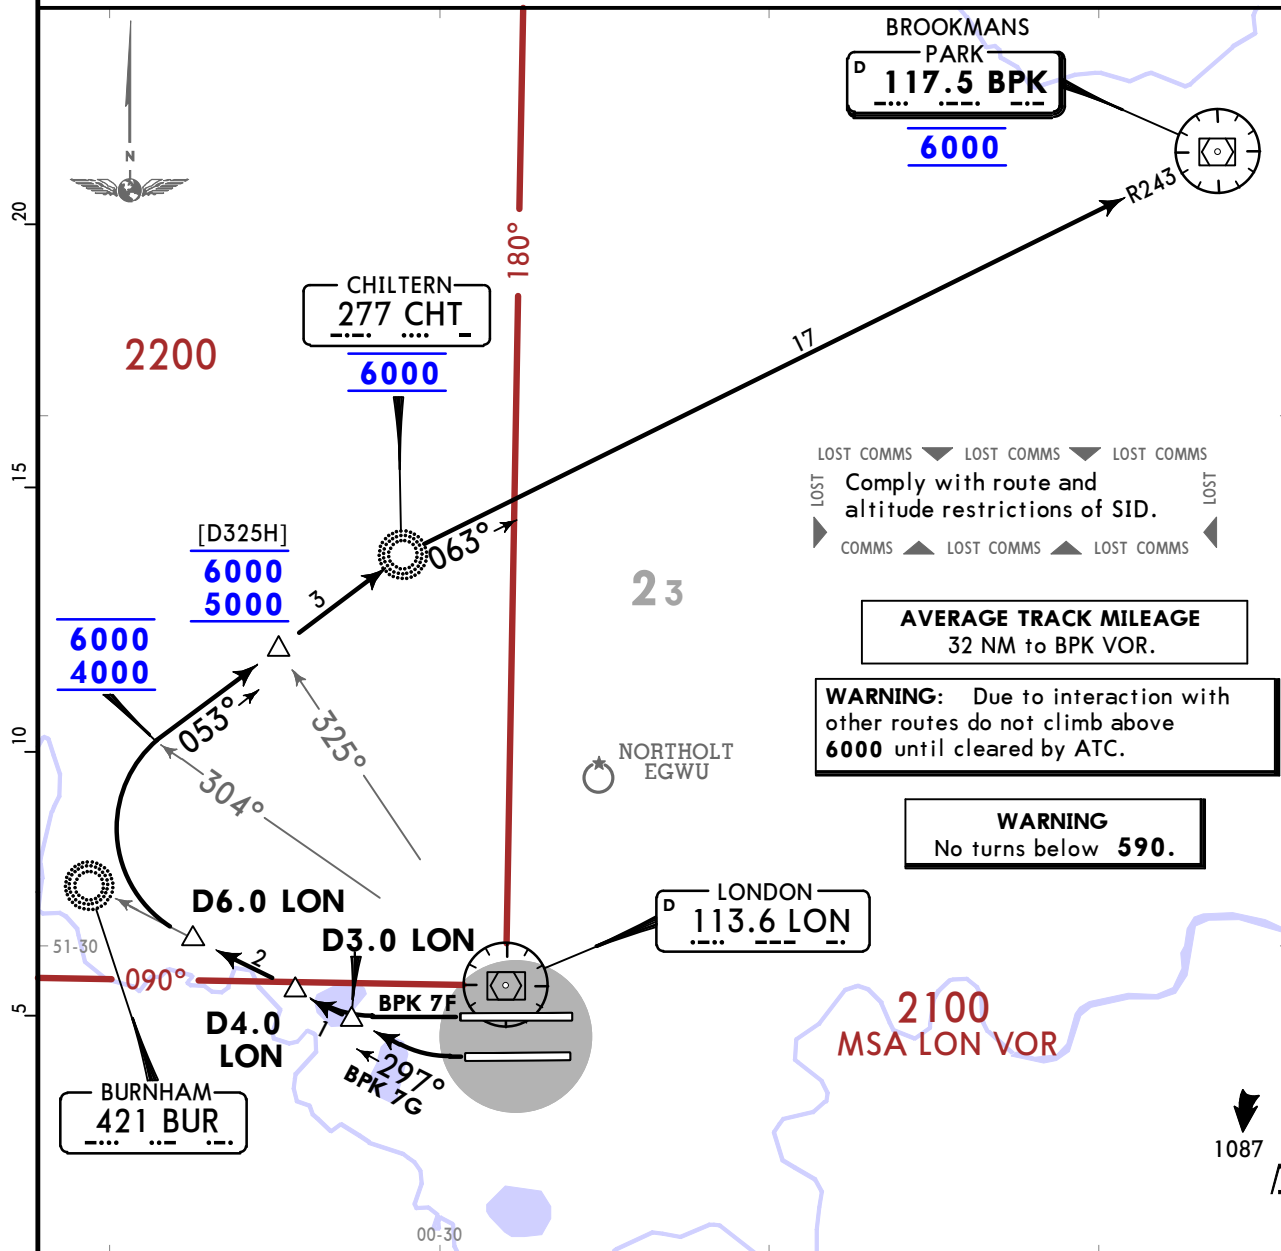 BROOKMANS
PARK
D 117.5 BPK
6000
N
R243
20
180°
CHILTERN
277 CHT
6000
2200
17
15
LOST COMMS LOST COMMS LOST COMMS
LOST
Comply with route and
altitude restrictions of SID.
LOST
COMMS LOST COMMS LOST COMMS
[D325H]
6000
5000
063°
3
23
AVERAGE TRACK MILEAGE
32 NM to BPK VOR.
6000
4000
WARNING: Due to interaction with
other routes do not climb above
6000 until cleared by ATC.
053°
325°
10
NORTHOLT
EGWU
304°
WARNING
No turns below 590.
D6.0 LON
LONDON
D 113.6 LON
51-30
D3.0 LON
2
090°
BPK 7F
5
D4.0
LON
1
297°
BPK 7G
2100
MSA LON VOR
BURNHAM
421 BUR
1087
00-30